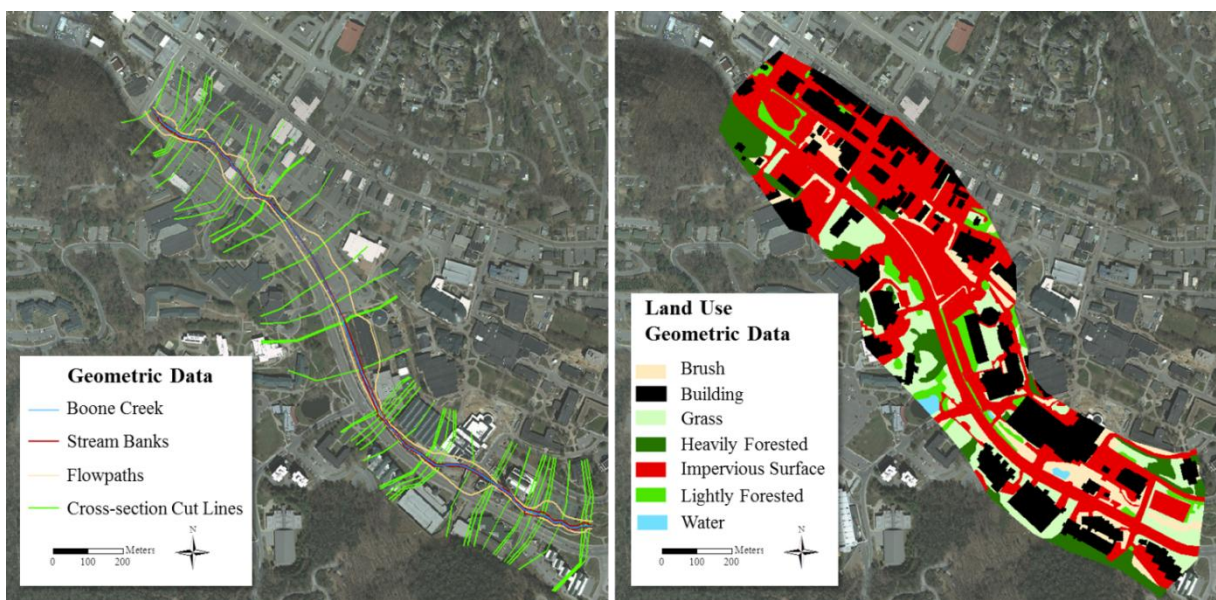 Geometric Data
Boone Creek
Stream Banks
Flowpaths
Cross-section Cut Lines
N
Meters
0 100 200
Land Use
Geometric Data
Brush
Building
Grass
Heavily Forested
Impervious Surface
Lightly Forested
Water
N
Meters
0 100 200